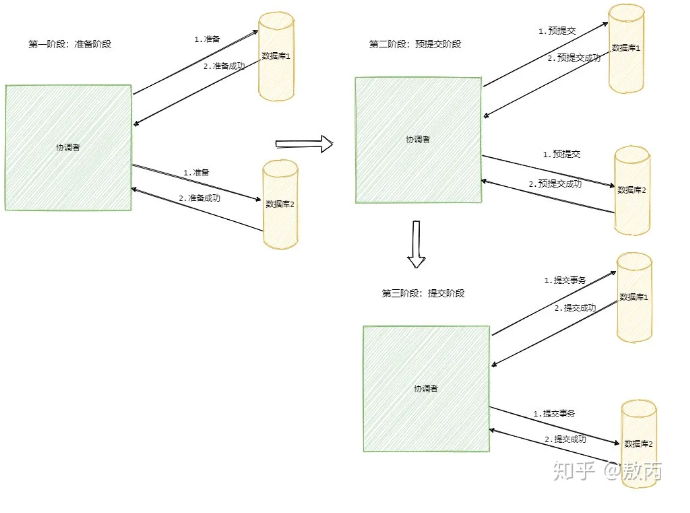 第一阶段：准备阶段
1.准备
数据库1
2.准备成功
协调者
1.准备
2.准备成功
数据库2
第二阶段：预提交阶段
1.预提交
数据库1
2.预提交成功
协调者
1.预提交
2.预提交成功
数据库2
第三阶段：提交阶段
1.提交事务
数据库1
2.提交成功
协调者
1.提交事务
2.提交成功
数据库2
知乎 @敖丙